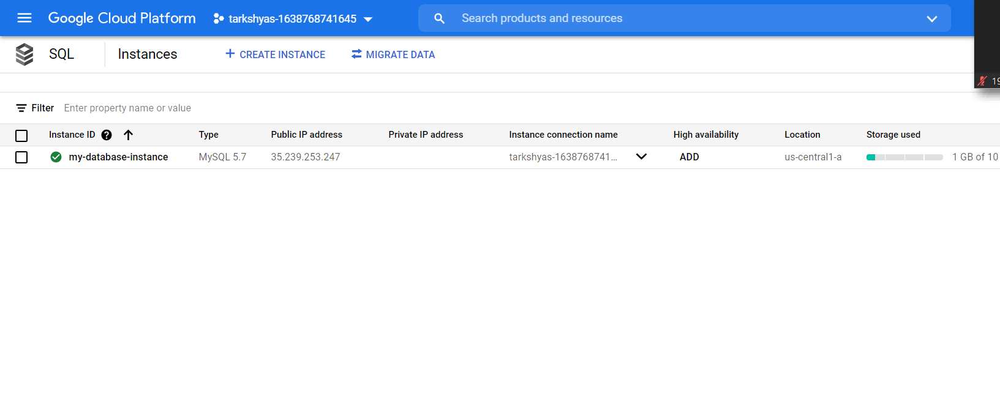 Google Cloud Platform tarkshyas-1638768741645 Search products and resources
SQL Instances + CREATE INSTANCE MIGRATE DATA
19
Filter Enter property name or value
Instance ID ? Type Public IP address Private IP address Instance connection name High availability Location Storage used
my-database-instance MySQL 5.7 35.239.253.247 tarkshyas-1638768741... ADD us-central1-a 1 GB of 10